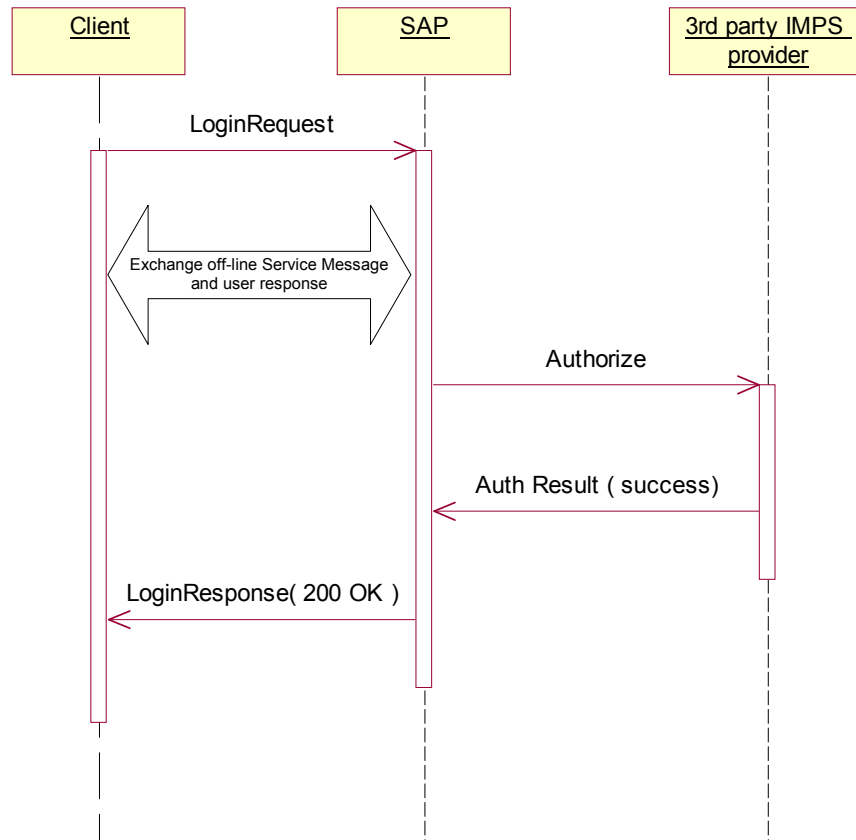 Client
SAP
3rd party IMPS
provider
LoginRequest
Exchange off-line Service Message
and user response
Authorize
Auth Result ( success)
LoginResponse( 200 OK )